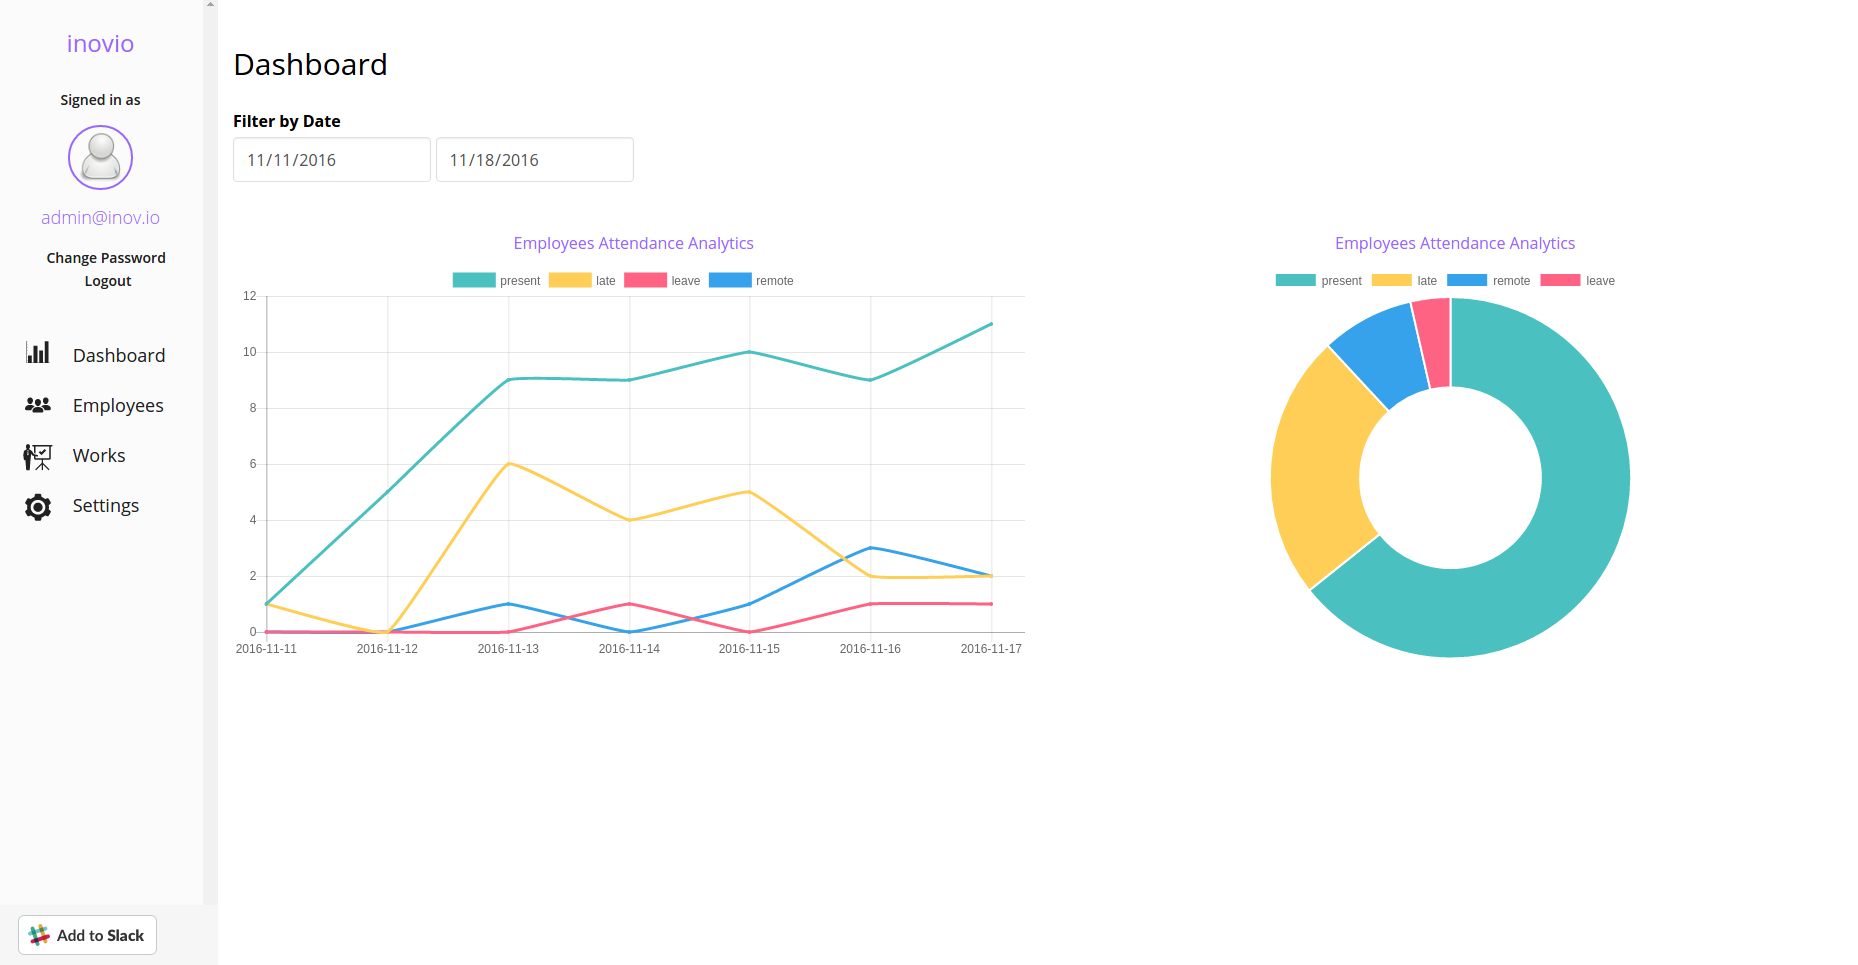 inovio
Signed in as
admin@inov.io
Change Password
Logout
Dashboard
Employees
Works
Settings
Add to Slack
Dashboard
Filter by Date
11/11/2016 11/18/2016
Employees Attendance Analytics
present late leave remote
12
10
8
6
4
2
0
2016-11-11 2016-11-12 2016-11-13 2016-11-14 2016-11-15 2016-11-16 2016-11-17
Employees Attendance Analytics
present late remote leave